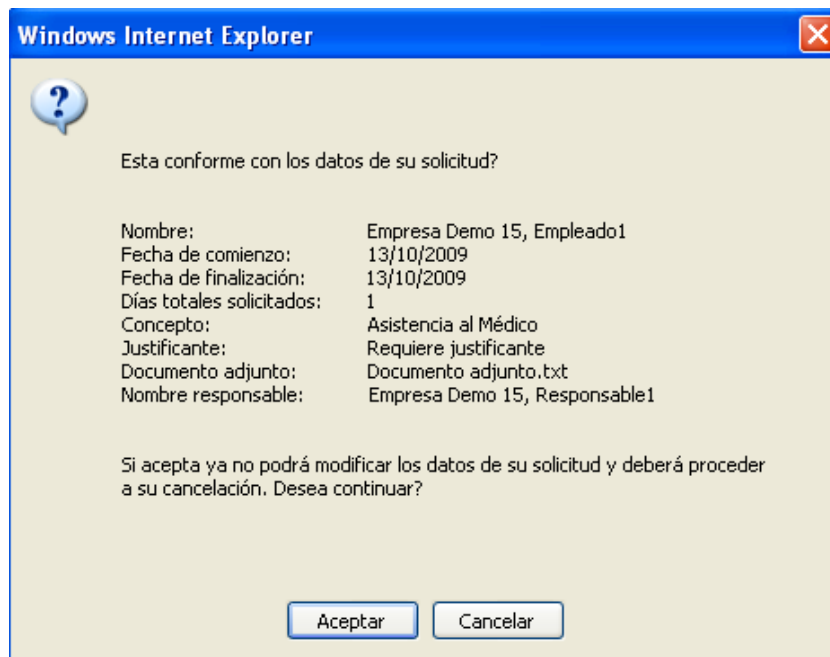 Windows Internet Explorer
?
Esta conforme con los datos de su solicitud?
Nombre: Empresa Demo 15, Empleado1
Fecha de comienzo: 13/10/2009
Fecha de finalización: 13/10/2009
Días totales solicitados: 1
Concepto: Asistencia al Médico
Justificante: Requiere justificante
Documento adjunto: Documento adjunto.txt
Nombre responsable: Empresa Demo 15, Responsable1
Si acepta ya no podrá modificar los datos de su solicitud y deberá proceder
a su cancelación. Desea continuar?
Aceptar Cancelar